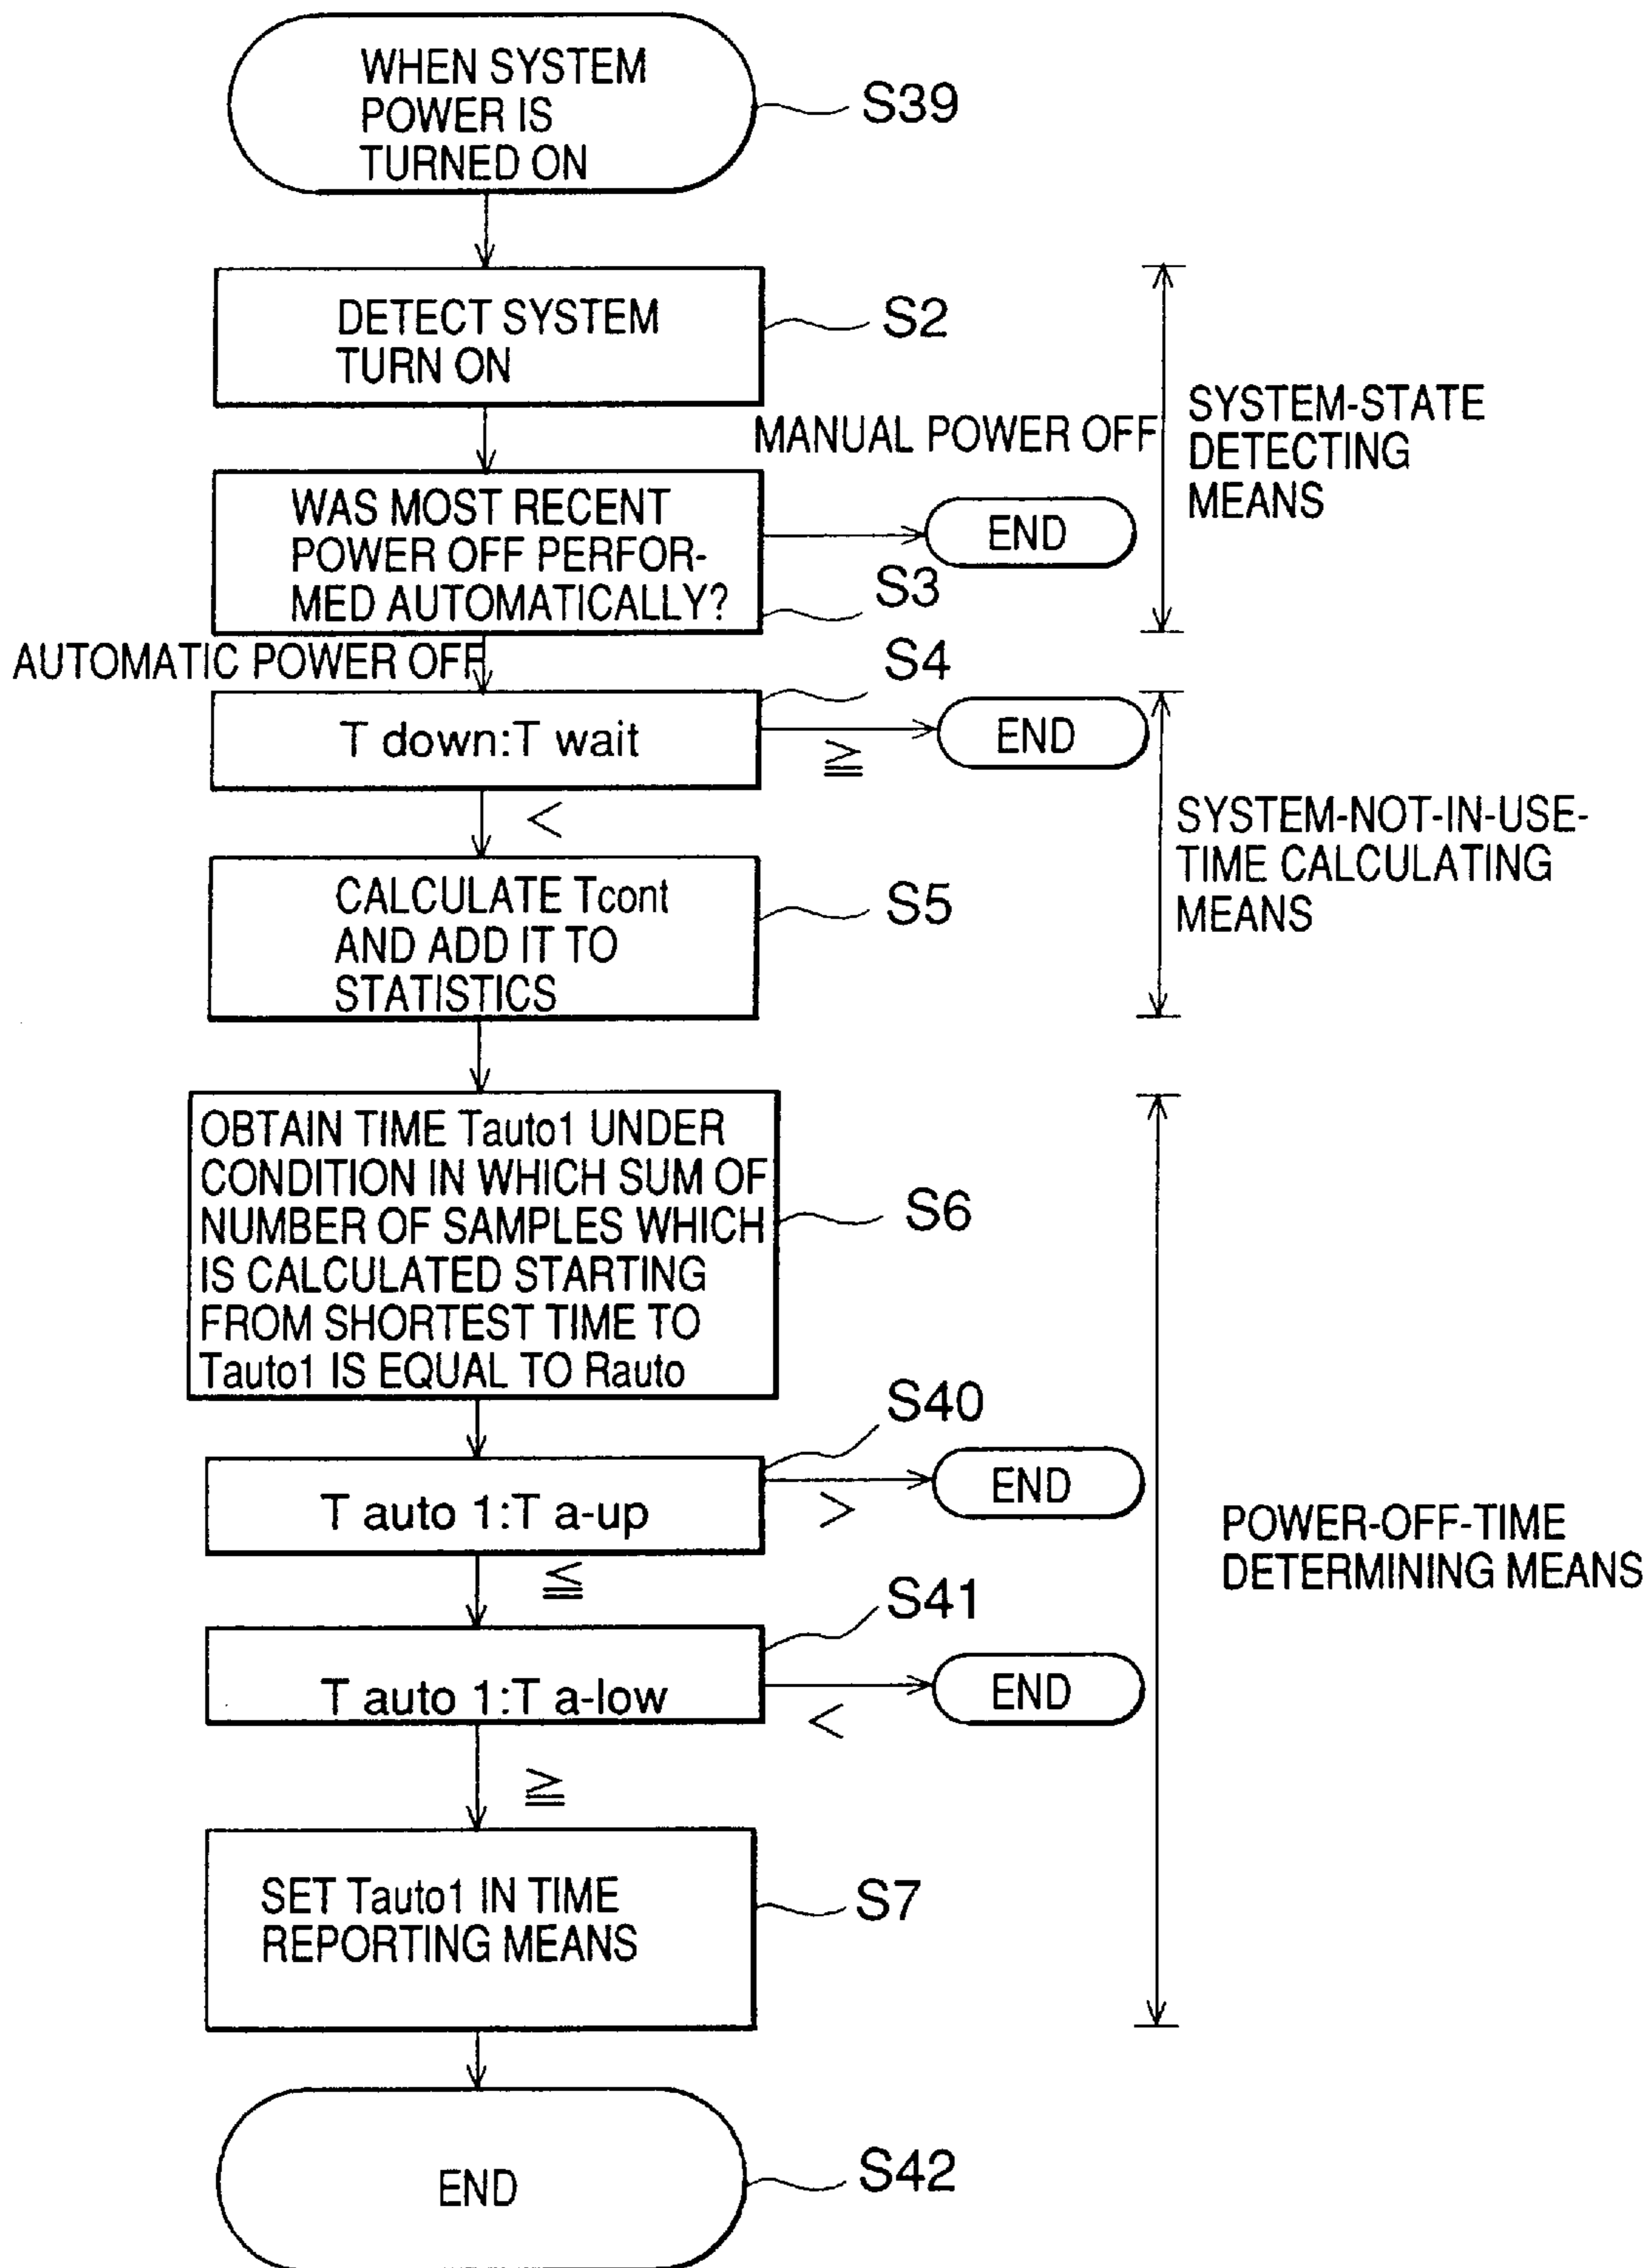 WHEN SYSTEM
POWER IS
TURNED ON
S39
DETECT SYSTEM
TURN ON
S2
MANUAL POWER OFF
SYSTEM-STATE
DETECTING
MEANS
WAS MOST RECENT
POWER OFF PERFOR-
MED AUTOMATICALLY?
END
S3
AUTOMATIC POWER OFF
S4
T down:T wait
≧
END
<
SYSTEM-NOT-IN-USE-
TIME CALCULATING
MEANS
CALCULATE Tcont
AND ADD IT TO
STATISTICS
S5
OBTAIN TIME Tauto1 UNDER
CONDITION IN WHICH SUM OF
NUMBER OF SAMPLES WHICH
IS CALCULATED STARTING
FROM SHORTEST TIME TO
Tauto1 IS EQUAL TO Rauto
S6
S40
T auto 1:T a-up
>
END
≦
POWER-OFF-TIME
DETERMINING MEANS
S41
T auto 1:T a-low
<
END
≧
SET Tauto1 IN TIME
REPORTING MEANS
S7
END
S42